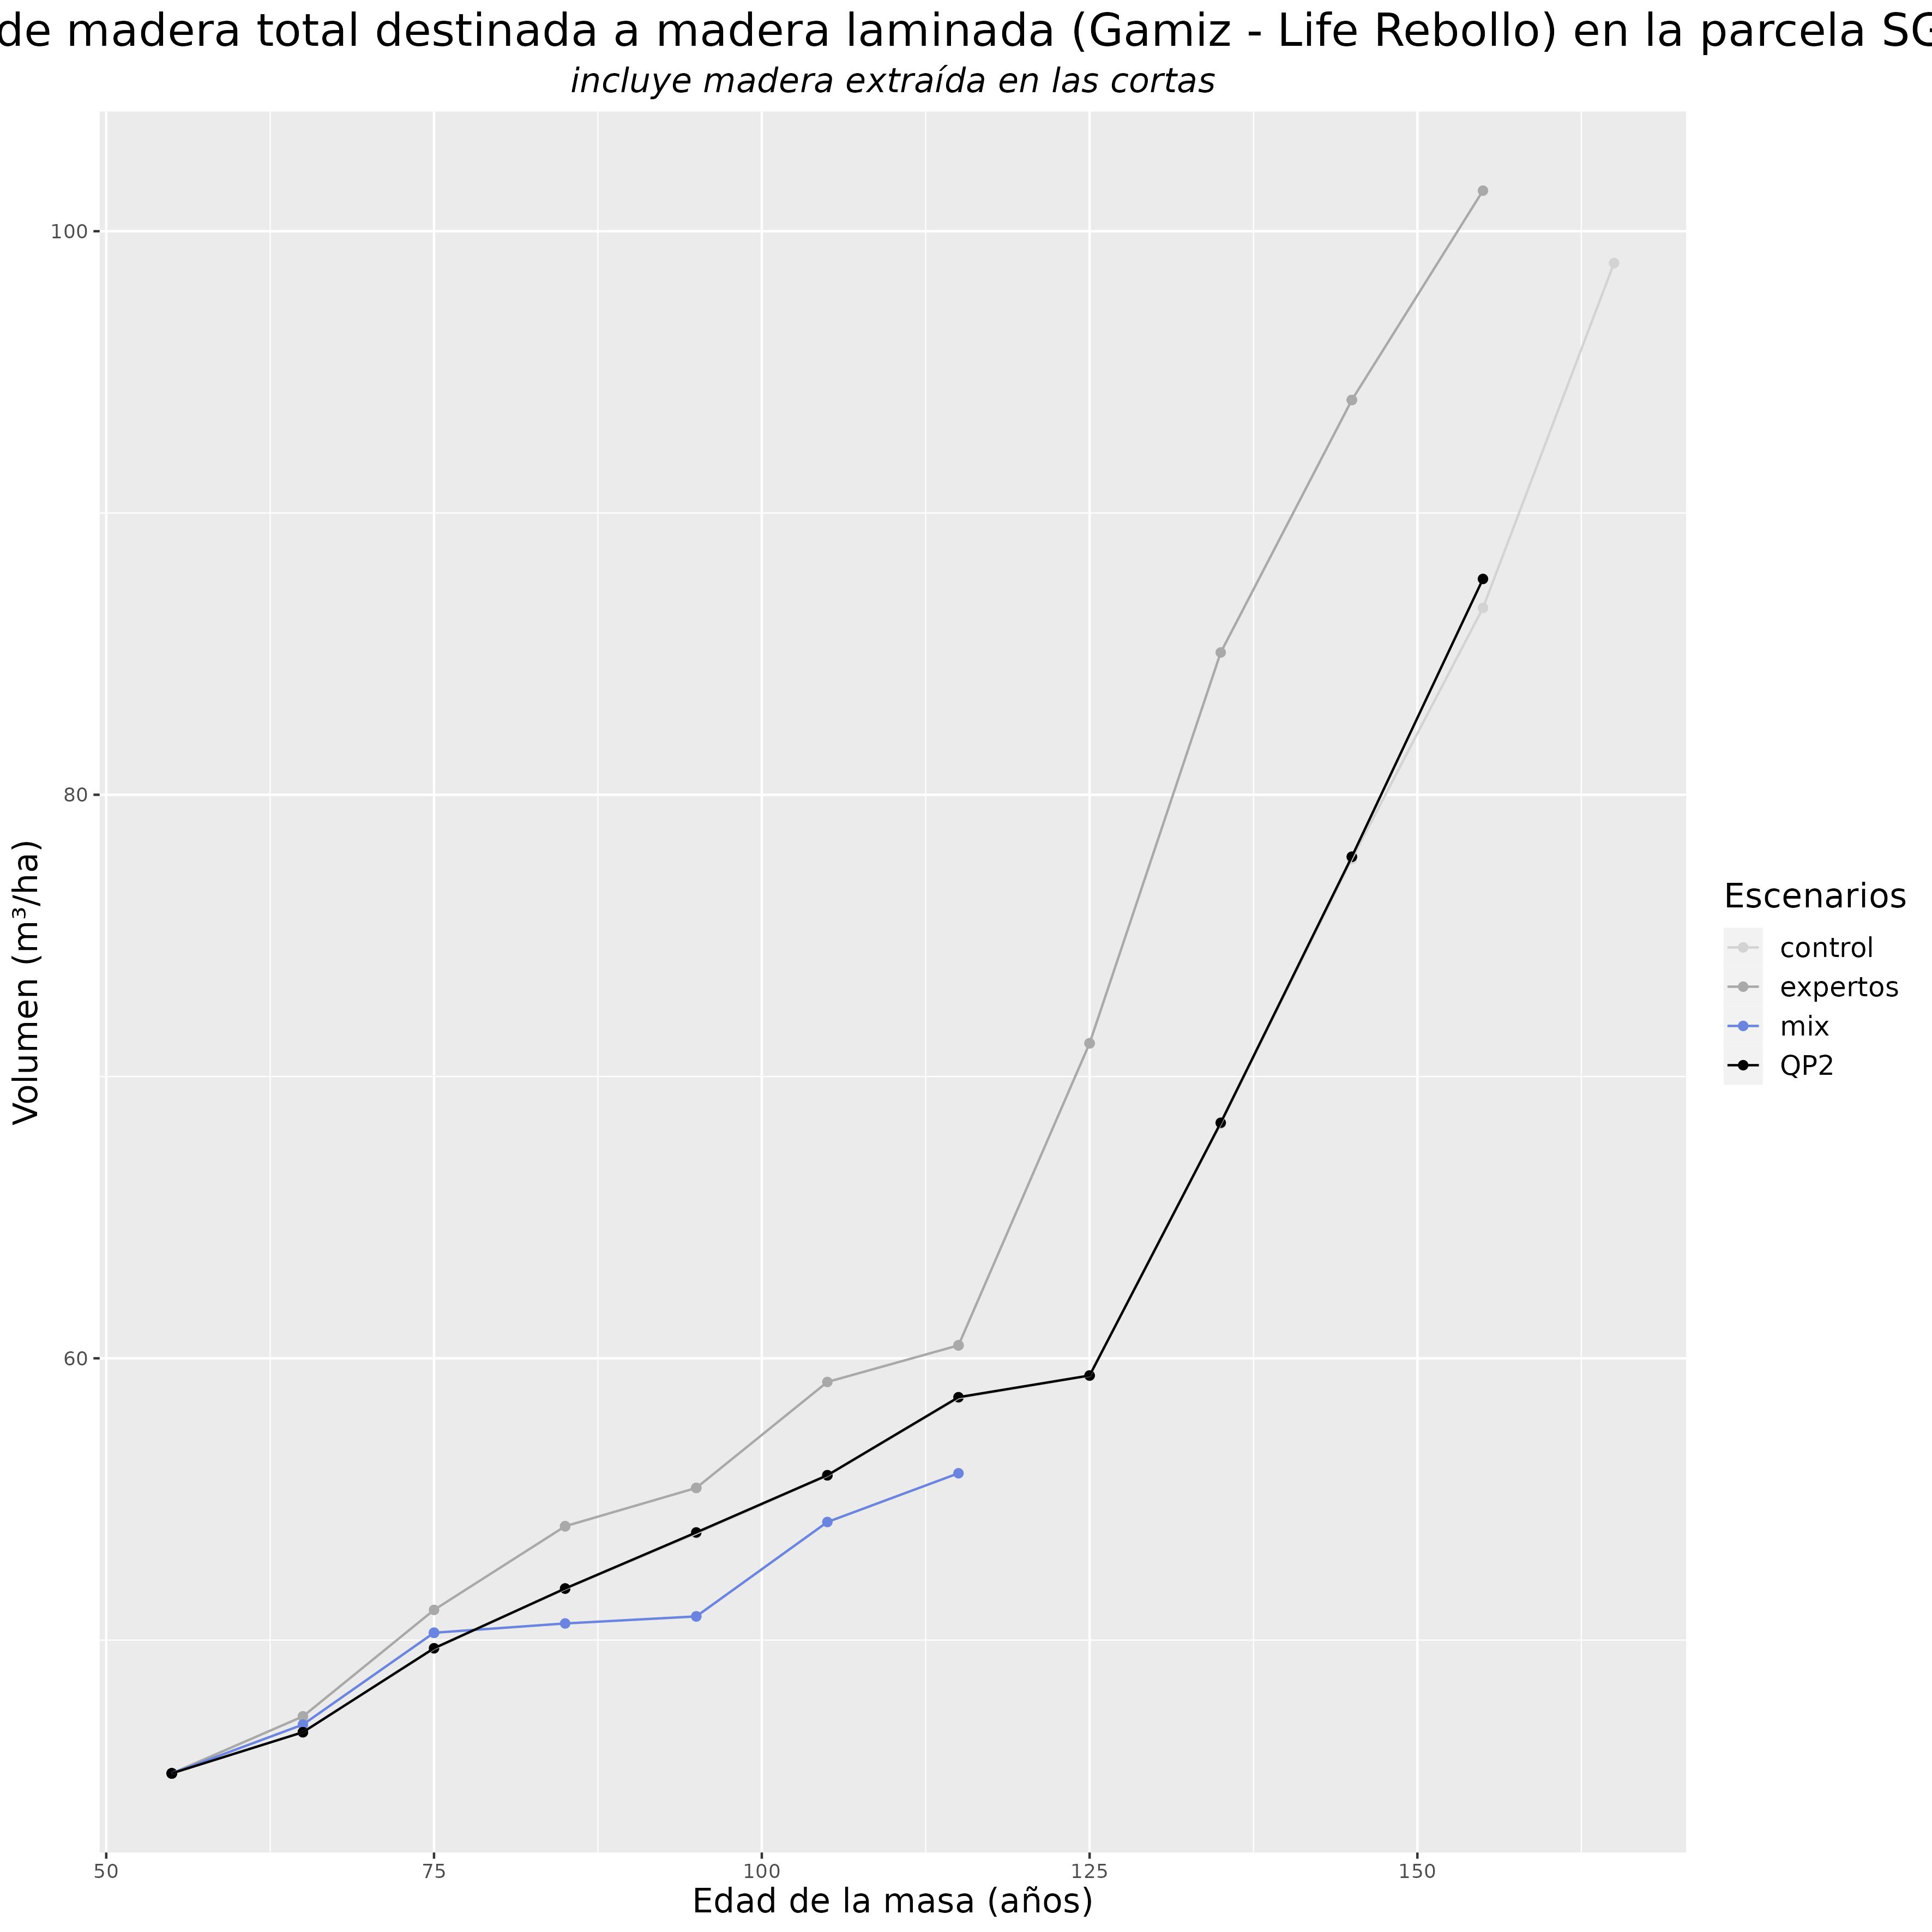 de madera total destinada a madera laminada (Gamiz - Life Rebollo) en la parcela SG
incluye madera extraída en las cortas
100
80
60
Volumen (m³/ha)
50
75
100
125
150
Edad de la masa (años)
Escenarios
control
expertos
mix
QP2